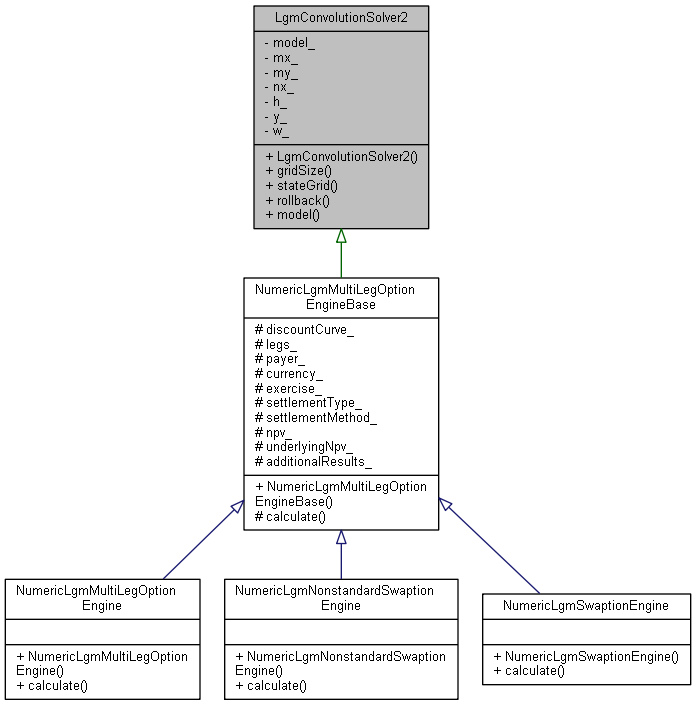 LgmConvolutionSolver2
- model_
- mx_
- my_
- nx_
- h_
- y_
- w_
+ LgmConvolutionSolver2()
+ gridSize()
+ stateGrid()
+ rollback()
+ model()
NumericLgmMultiLegOption
EngineBase
# discountCurve_
# legs_
# payer_
# currency_
# exercise_
# settlementType_
# settlementMethod_
# npv_
# underlyingNpv_
# additionalResults_
+ NumericLgmMultiLegOption
EngineBase()
# calculate()
NumericLgmMultiLegOption
Engine
+ NumericLgmMultiLegOption
Engine()
+ calculate()
NumericLgmNonstandardSwaption
Engine
+ NumericLgmNonstandardSwaption
Engine()
+ calculate()
NumericLgmSwaptionEngine
+ NumericLgmSwaptionEngine()
+ calculate()